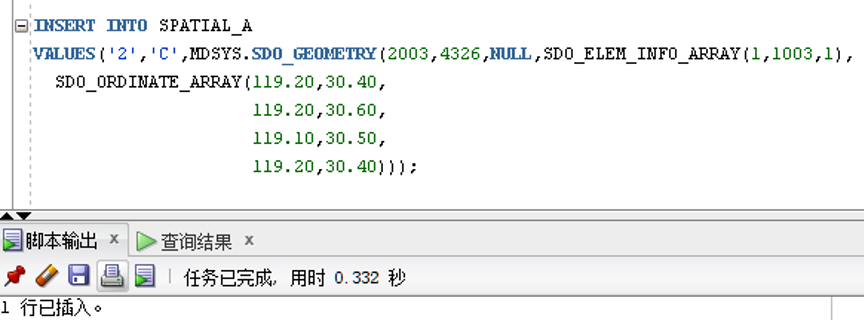 INSERT INTO SPATIAL_A
VALUES('2','C',MDSYS.SDO_GEOMETRY(2003,4326,NULL,SDO_ELEM_INFO_ARRAY(1,1003,1),
SDO_ORDINATE_ARRAY(119.20,30.40,
119.20,30.60,
119.10,30.50,
119.20,30.40)));
脚本输出 x 查询结果 x
任务已完成, 用时 0.332 秒
1 行已插入。